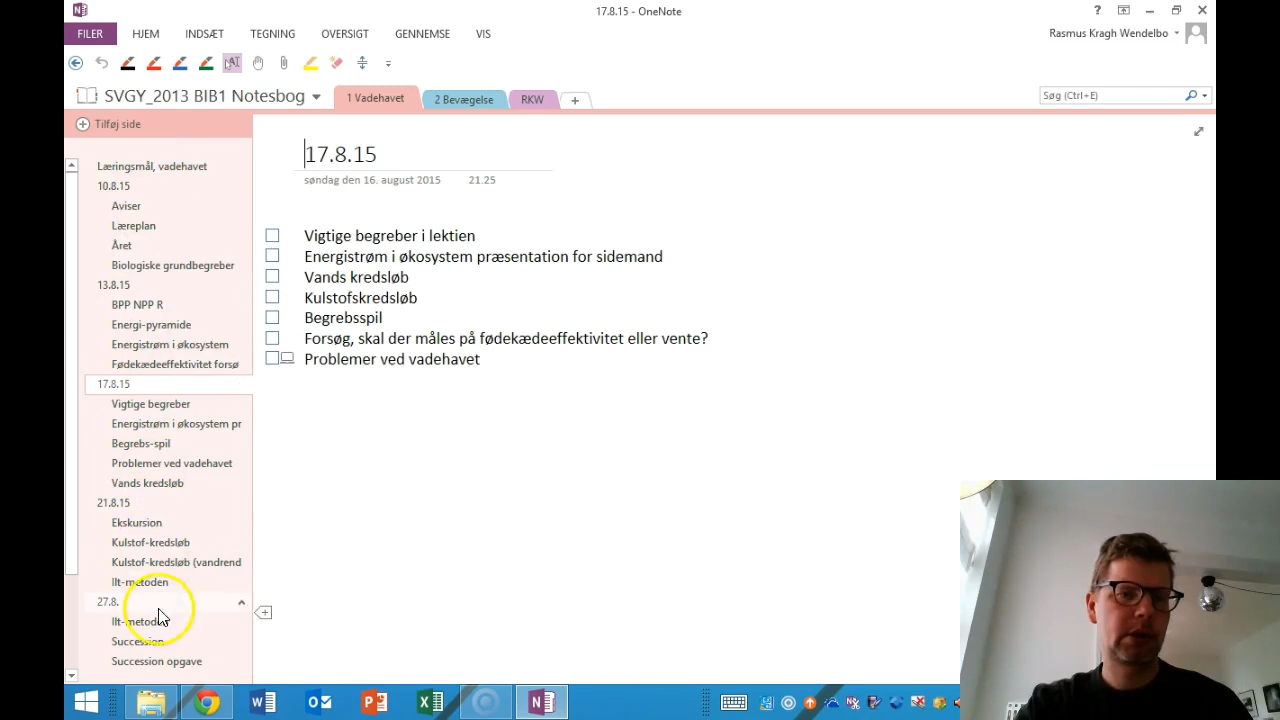 17.8.15 - OneNote
FILER HJEM INDSÆT TEGNING OVERSIGT GENNEMSE VIS
Rasmus Kragh Wendelbo
SVGY_2013 BIB1 Notesbog
1 Vadehavet 2 Bevægelse RKW
Søg (Ctrl+E)
Tilføj side
Læringsmål, vadehavet
10.8.15
Aviser
Læreplan
Året
Biologiske grundbegreber
13.8.15
BPP NPP R
Energi-pyramide
Energistrøm i økosystem
Fødekædeeffektivitet forsø
17.8.15
Vigtige begreber
Energistrøm i økosystem pr
Begrebs-spil
Problemer ved vadehavet
Vands kredsløb
21.8.15
Ekskursion
Kulstof-kredsløb
Kulstof-kredsløb (vandrend
Ilt-metoden
27.8.
Ilt-metoden
Succession
Succession opgave
17.8.15
søndag den 16. august 2015 21.25
Vigtige begreber i lektien
Energistrøm i økosystem præsentation for sidemand
Vands kredsløb
Kulstofskredsløb
Begrebsspil
Forsøg, skal der måles på fødekædeeffektivitet eller vente?
Problemer ved vadehavet